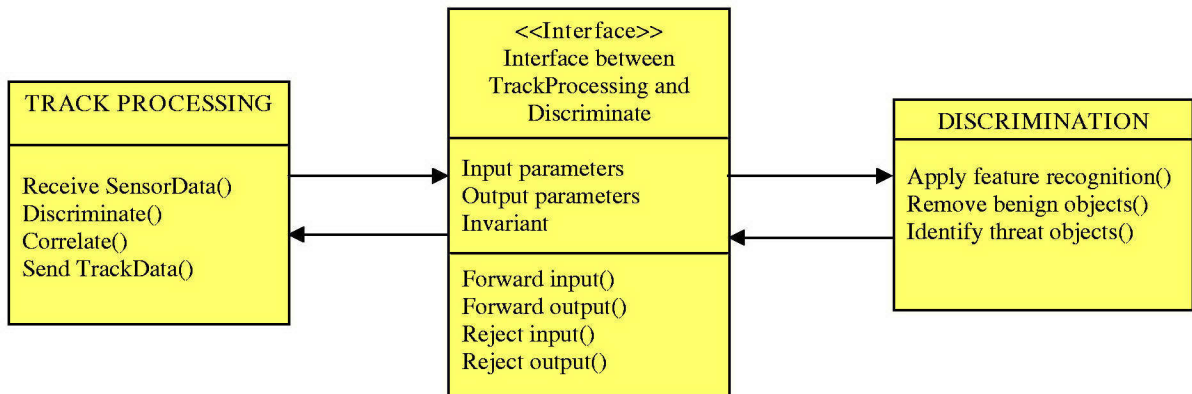 TRACK PROCESSING
Receive SensorData()
Discriminate()
Correlate()
Send TrackData()
<<Interface>>
Interface between
TrackProcessing and
Discriminate
Input parameters
Output parameters
Invariant
Forward input()
Forward output()
Reject input()
Reject output()
DISCRIMINATION
Apply feature recognition()
Remove benign objects()
Identify threat objects()